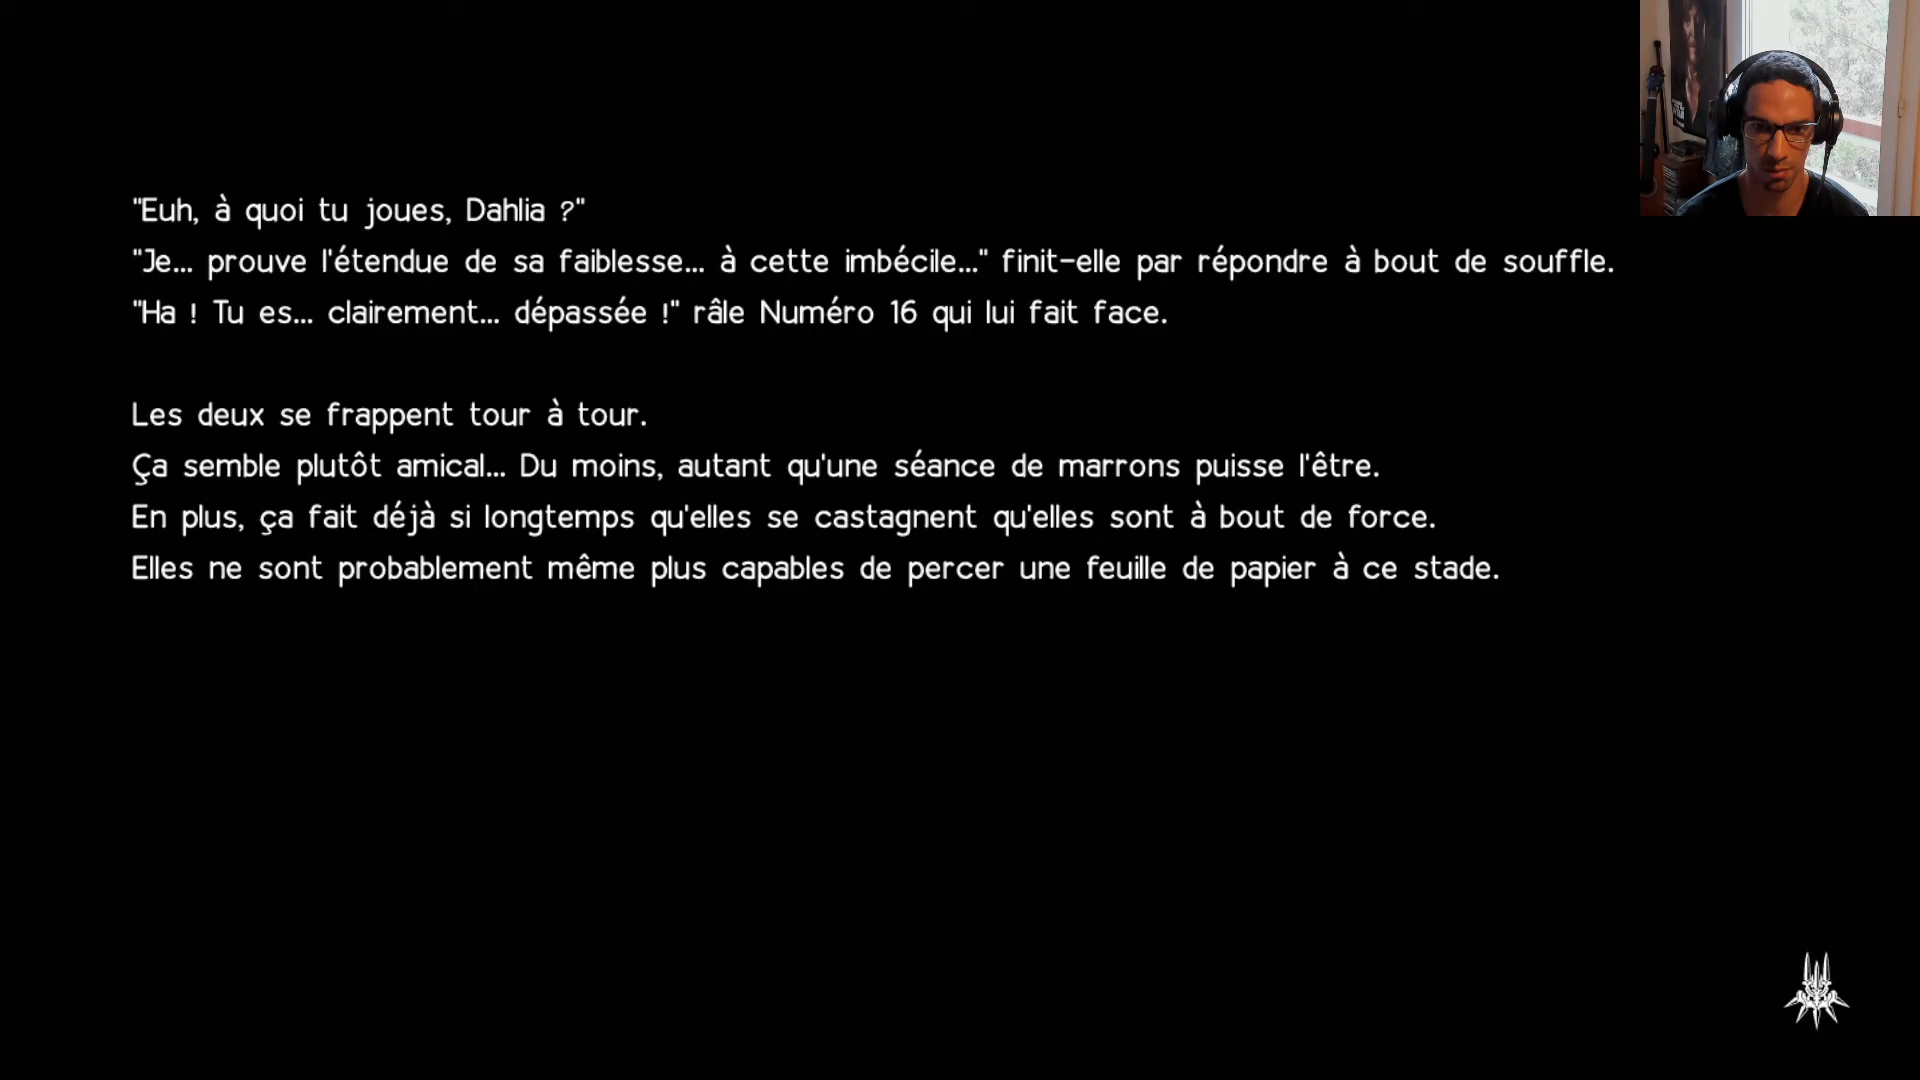 "Euh, à quoi tu joues, Dahlia ?"
"Je... prouve l'étendue de sa faiblesse... à cette imbécile..." finit-elle par répondre à bout de souffle.
"Ha ! Tu es... clairement... dépassée !" râle Numéro 16 qui lui fait face.
Les deux se frappent tour à tour.
Ça semble plutôt amical... Du moins, autant qu'une séance de marrons puisse l'être.
En plus, ça fait déjà si longtemps qu'elles se castagnent qu'elles sont à bout de force.
Elles ne sont probablement même plus capables de percer une feuille de papier à ce stade.